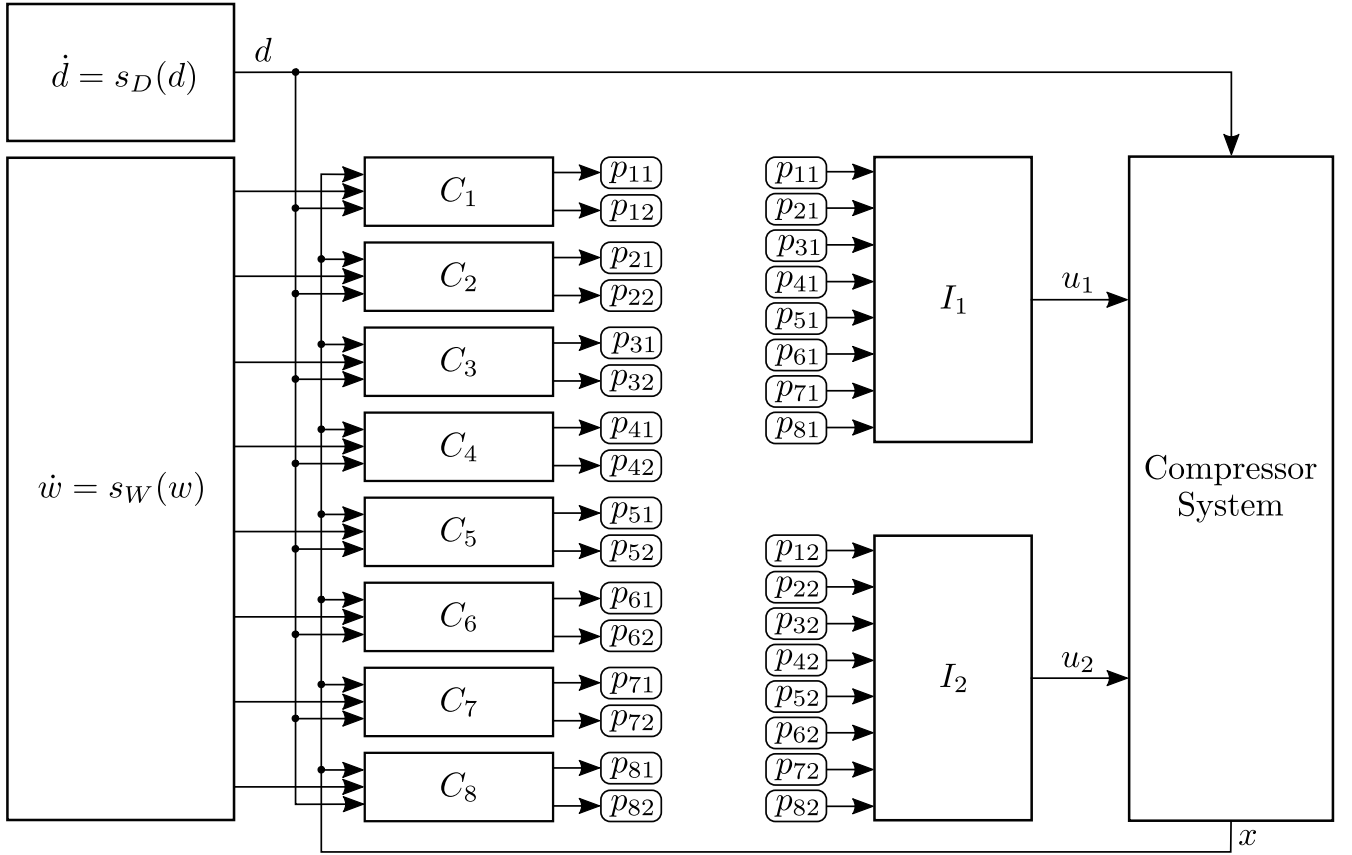 ḋ = s_D(d)
d
ẇ = s_W(w)
C_1
p_11
p_12
C_2
p_21
p_22
C_3
p_31
p_32
C_4
p_41
p_42
C_5
p_51
p_52
C_6
p_61
p_62
C_7
p_71
p_72
C_8
p_81
p_82
p_11
p_21
p_31
p_41
p_51
p_61
p_71
p_81
I_1
u_1
p_12
p_22
p_32
p_42
p_52
p_62
p_72
p_82
I_2
u_2
Compressor
System
x